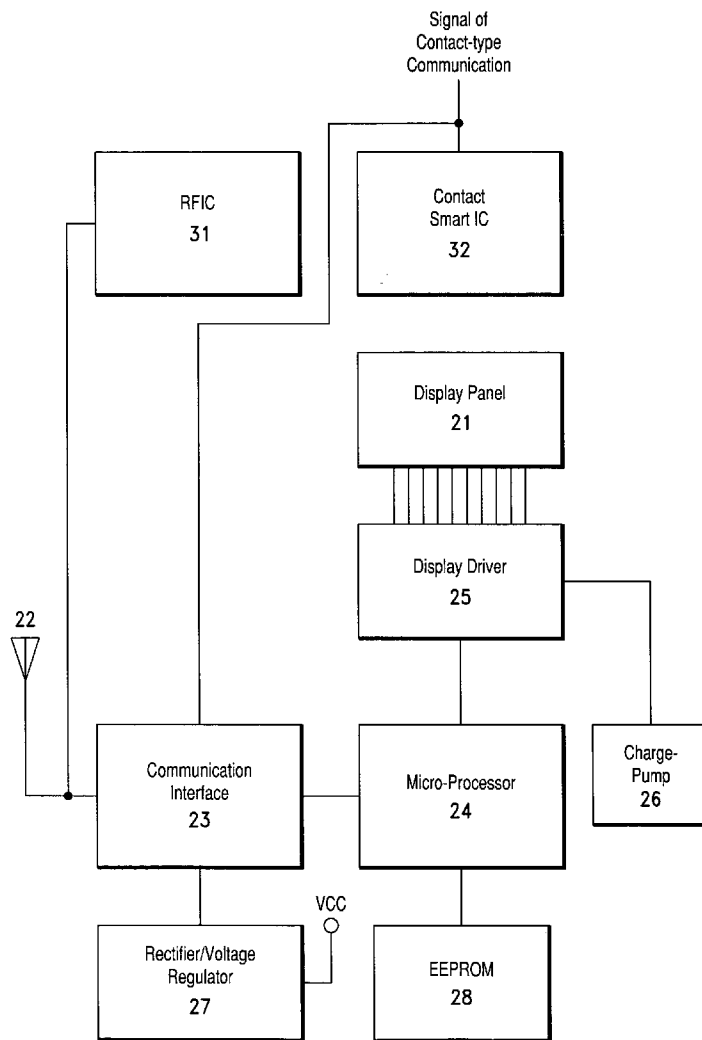 Signal of
Contact-type
Communication
RFIC
31
Contact
Smart IC
32
Display Panel
21
Display Driver
25
22
Communication
Interface
23
Micro-Processor
24
Charge-
Pump
26
VCC
Rectifier/Voltage
Regulator
27
EEPROM
28